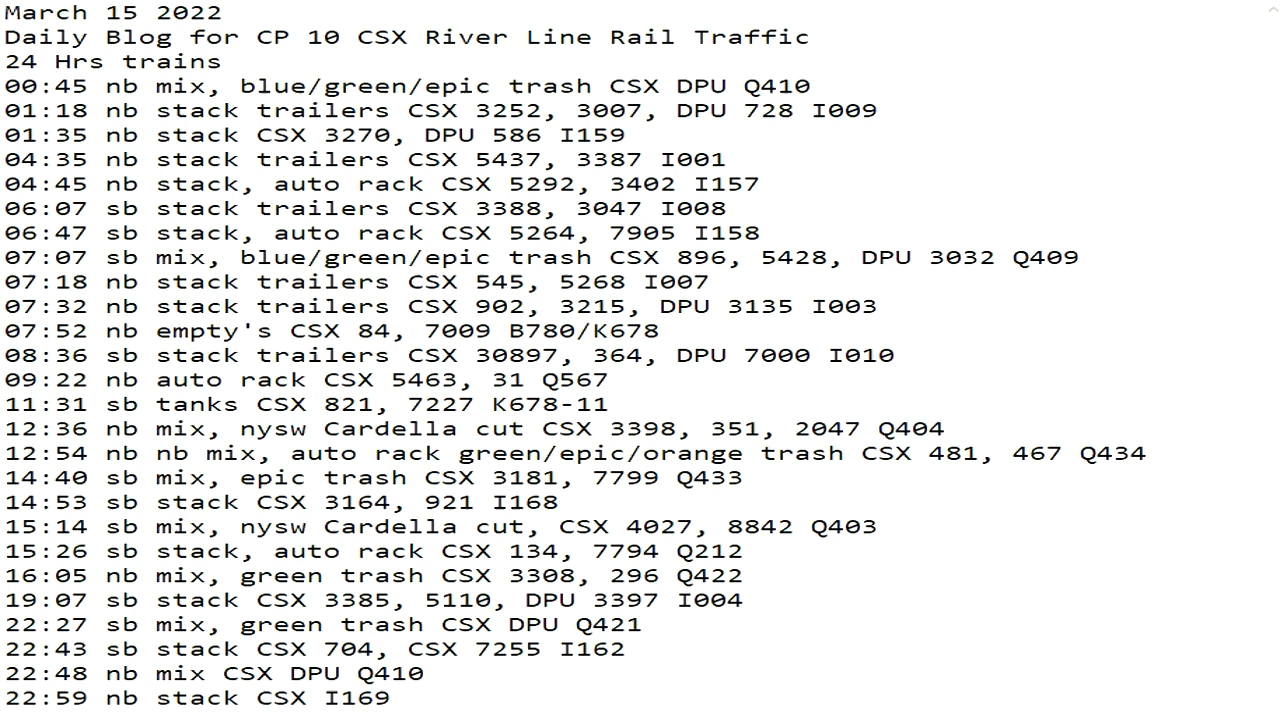 March 15 2022
Daily Blog for CP 10 CSX River Line Rail Traffic
24 Hrs trains
00:45 nb mix, blue/green/epic trash CSX DPU Q410
01:18 nb stack trailers CSX 3252, 3007, DPU 728 I009
01:35 nb stack CSX 3270, DPU 586 I159
04:35 nb stack trailers CSX 5437, 3387 I001
04:45 nb stack, auto rack CSX 5292, 3402 I157
06:07 sb stack trailers CSX 3388, 3047 I008
06:47 sb stack, auto rack CSX 5264, 7905 I158
07:07 sb mix, blue/green/epic trash CSX 896, 5428, DPU 3032 Q409
07:18 nb stack trailers CSX 545, 5268 I007
07:32 nb stack trailers CSX 902, 3215, DPU 3135 I003
07:52 nb empty's CSX 84, 7009 B780/K678
08:36 sb stack trailers CSX 30897, 364, DPU 7000 I010
09:22 nb auto rack CSX 5463, 31 Q567
11:31 sb tanks CSX 821, 7227 K678-11
12:36 nb mix, nysw Cardella cut CSX 3398, 351, 2047 Q404
12:54 nb nb mix, auto rack green/epic/orange trash CSX 481, 467 Q434
14:40 sb mix, epic trash CSX 3181, 7799 Q433
14:53 sb stack CSX 3164, 921 I168
15:14 sb mix, nysw Cardella cut, CSX 4027, 8842 Q403
15:26 sb stack, auto rack CSX 134, 7794 Q212
16:05 nb mix, green trash CSX 3308, 296 Q422
19:07 sb stack CSX 3385, 5110, DPU 3397 I004
22:27 sb mix, green trash CSX DPU Q421
22:43 sb stack CSX 704, CSX 7255 I162
22:48 nb mix CSX DPU Q410
22:59 nb stack CSX I169